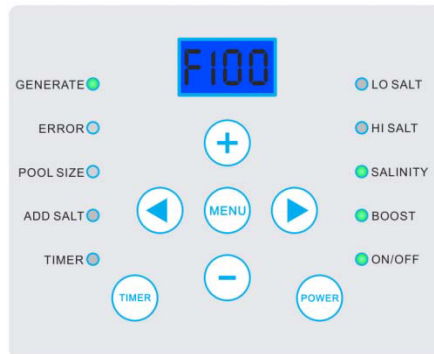 F100
GENERATE
ERROR
POOL SIZE
ADD SALT
TIMER
LO SALT
HI SALT
SALINITY
BOOST
ON/OFF
+
MENU
−
TIMER
POWER